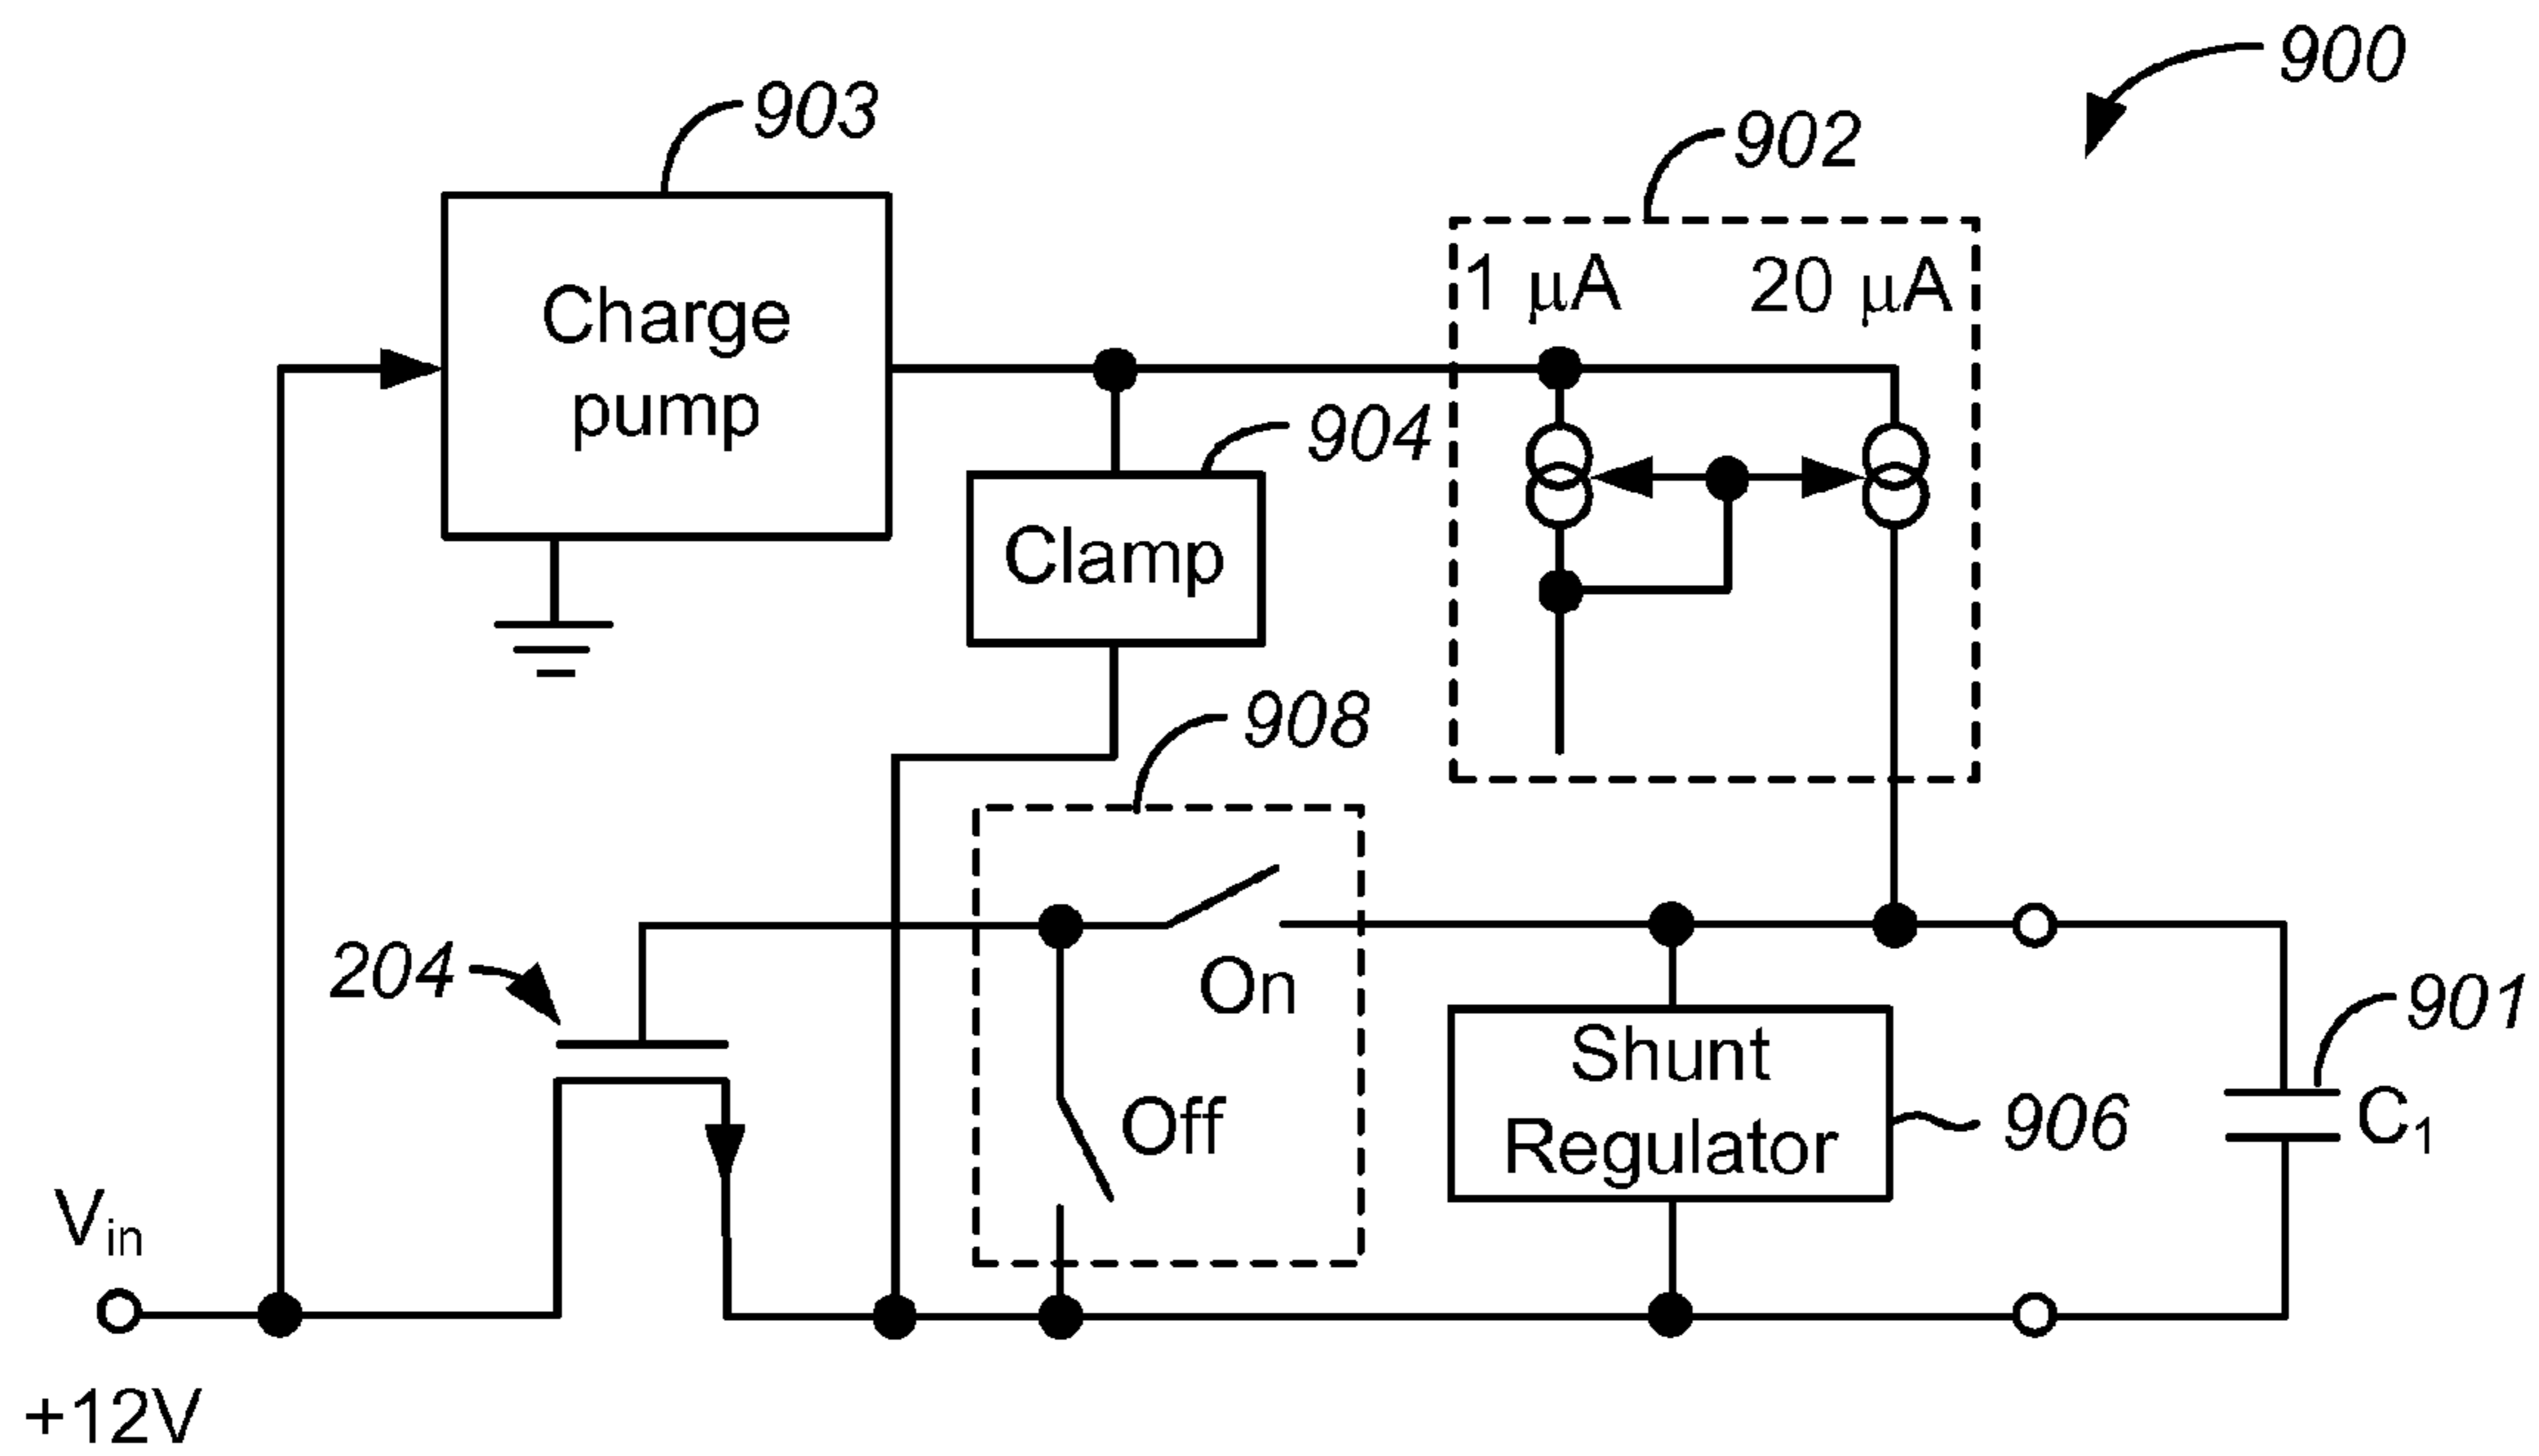 900
903
902
1 μA 20 μA
Charge
pump
904
Clamp
908
204
On
901
Shunt
Regulator
Off
906
C1
Vin
+12V